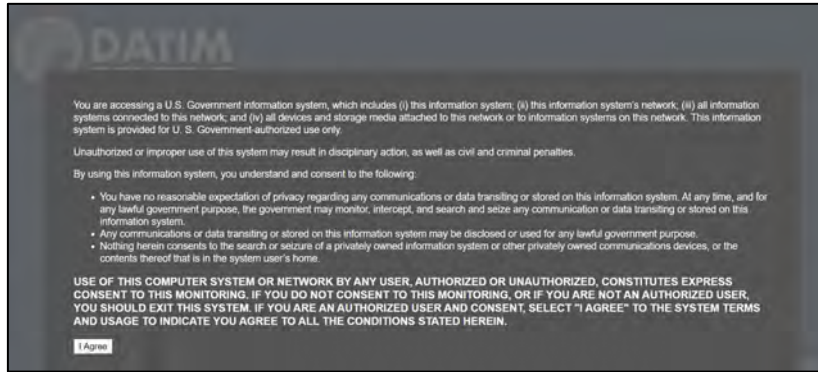 DATIM
You are accessing a U.S. Government information system, which includes (i) this information system; (ii) this information system's network; (iii) all information
systems connected to this network; and (iv) all devices and storage media attached to this network or to information systems on this network. This information
system is provided for U. S. Government-authorized use only.
Unauthorized or improper use of this system may result in disciplinary action, as well as civil and criminal penalties.
By using this information system, you understand and consent to the following:
• You have no reasonable expectation of privacy regarding any communications or data transiting or stored on this information system. At any time, and for
any lawful government purpose, the government may monitor, intercept, and search and seize any communication or data transiting or stored on this
information system.
• Any communications or data transiting or stored on this information system may be disclosed or used for any lawful government purpose.
• Nothing herein consents to the search or seizure of a privately owned information system or other privately owned communications devices, or the
contents thereof that is in the system user's home.
USE OF THIS COMPUTER SYSTEM OR NETWORK BY ANY USER, AUTHORIZED OR UNAUTHORIZED, CONSTITUTES EXPRESS
CONSENT TO THIS MONITORING. IF YOU DO NOT CONSENT TO THIS MONITORING, OR IF YOU ARE NOT AN AUTHORIZED USER,
YOU SHOULD EXIT THIS SYSTEM. IF YOU ARE AN AUTHORIZED USER AND CONSENT, SELECT "I AGREE" TO THE SYSTEM TERMS
AND USAGE TO INDICATE YOU AGREE TO ALL THE CONDITIONS STATED HEREIN.
I Agree